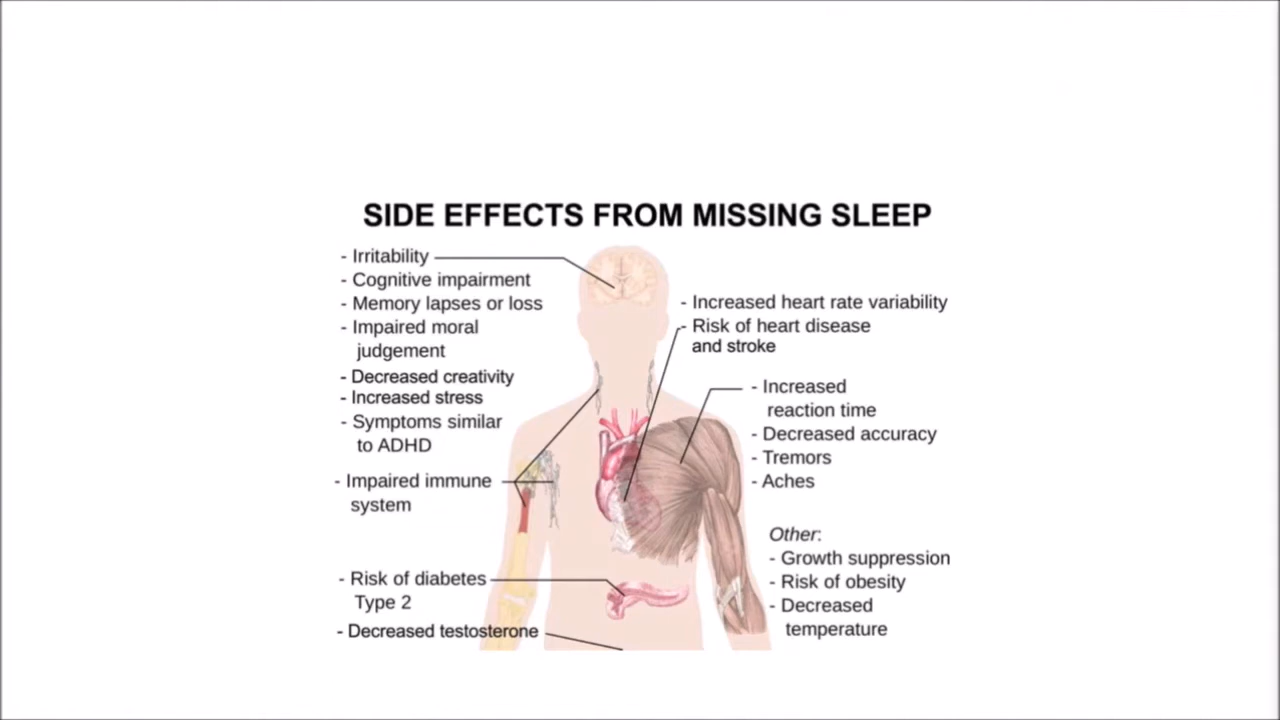 SIDE EFFECTS FROM MISSING SLEEP
- Irritability
- Cognitive impairment
- Memory lapses or loss
- Impaired moral
judgement
- Decreased creativity
- Increased stress
- Symptoms similar
to ADHD
- Impaired immune
system
- Risk of diabetes
Type 2
- Decreased testosterone
- Increased heart rate variability
- Risk of heart disease
and stroke
- Increased
reaction time
- Decreased accuracy
- Tremors
- Aches
Other:
- Growth suppression
- Risk of obesity
- Decreased
temperature